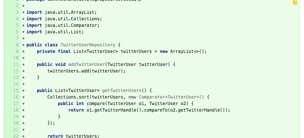 import java.util.ArrayList;
import java.util.Collections;
import java.util.Comparator;
import java.util.List;
public class TwitterUserRepository {
private final List<TwitterUser> twitterUsers = new ArrayList<>();
public void addTwitterUser(TwitterUser twitterUser) {
twitterUsers.add(twitterUser);
}
public List<TwitterUser> getTwitterUsers() {
Collections.sort(twitterUsers, new Comparator<TwitterUser>() {
public int compare(TwitterUser o1, TwitterUser o2) {
return o1.getTwitterHandle().compareTo(o2.getTwitterHandle());
}
});
return twitterUsers;